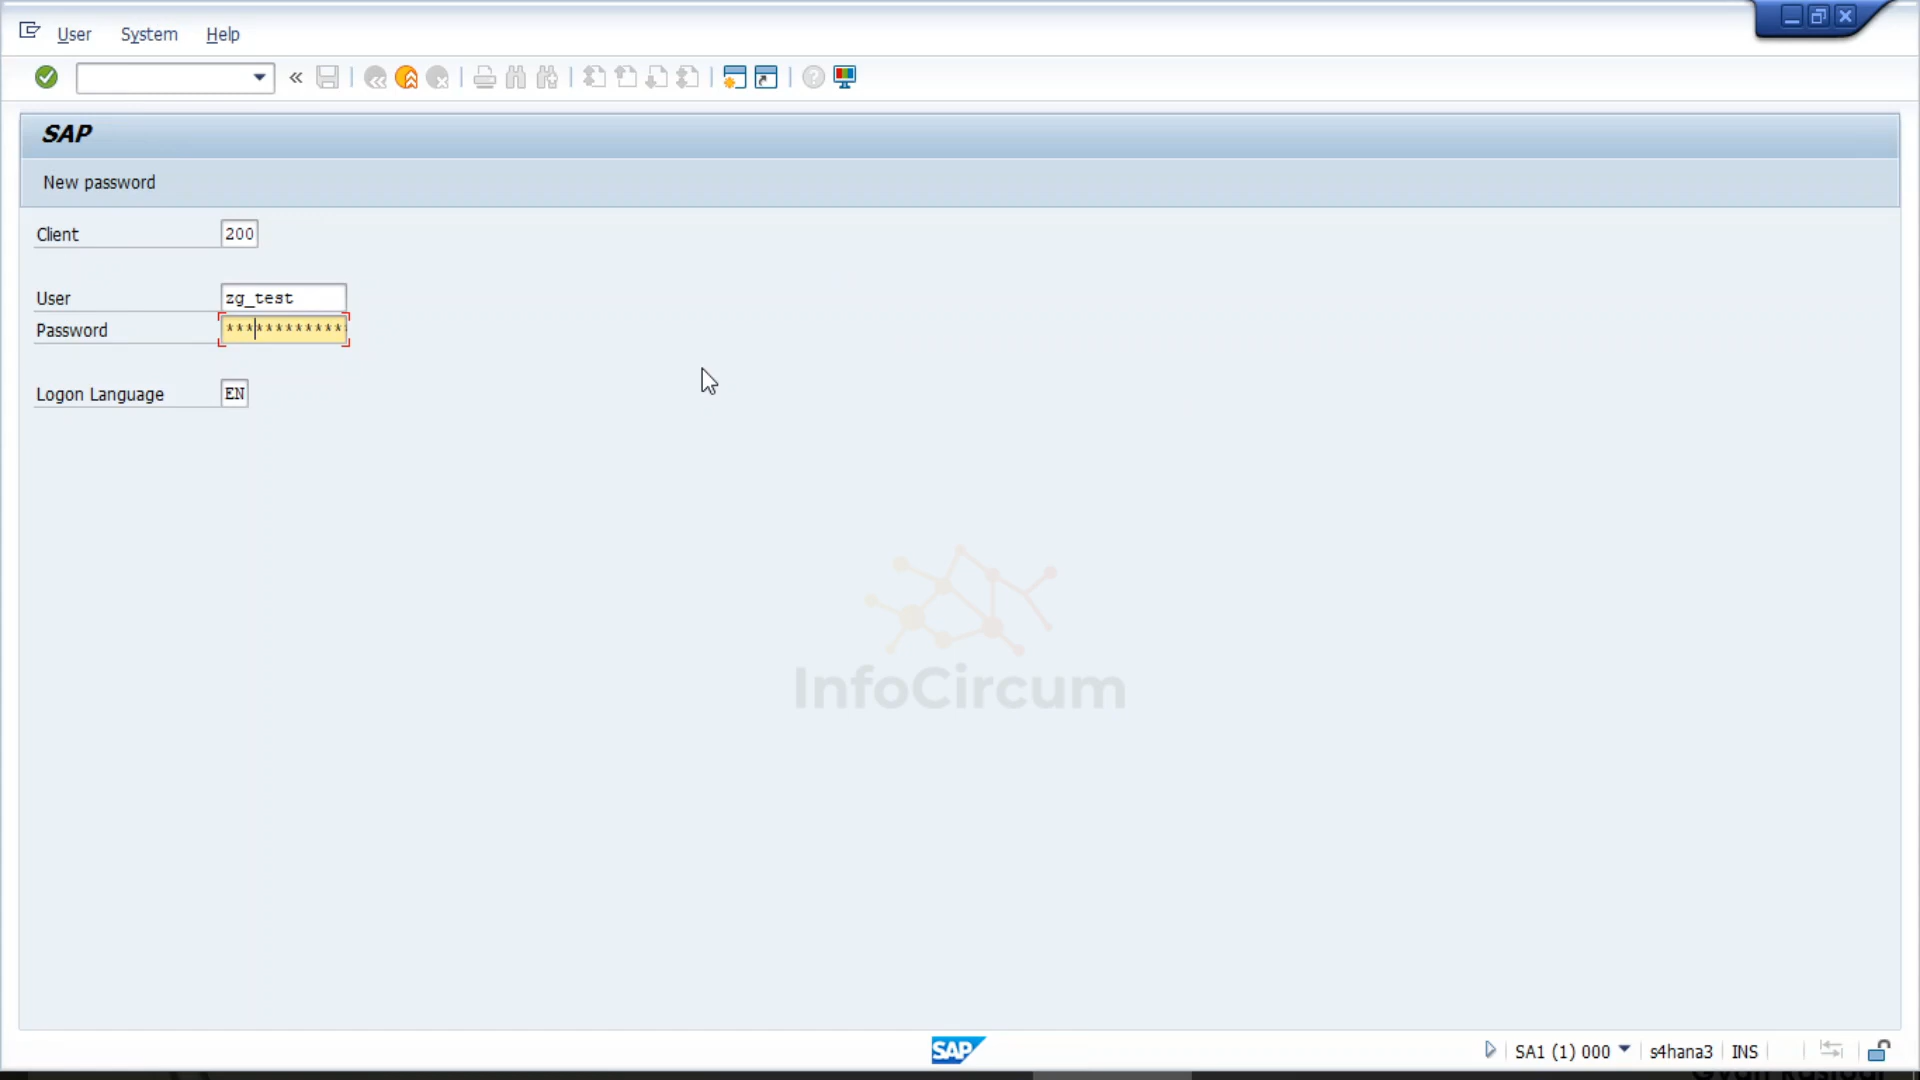 User System Help
SAP
New password
Client 200
User zg_test
Password ************
Logon Language EN
InfoCircum
SAP SA1 (1) 000 s4hana3 INS